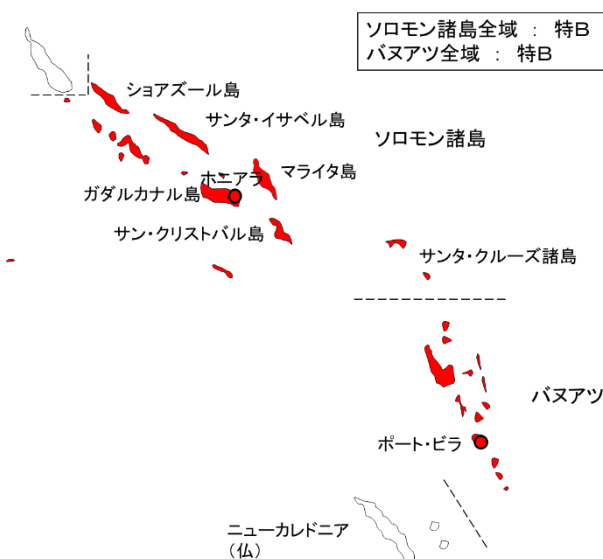 ソロモン諸島全域 : 特B
バヌアツ全域 : 特B
ショアズール島
サンタ・イサベル島
ソロモン諸島
マライタ島
ホニアラ
ガダルカナル島
サン・クリストバル島
サンタ・クルーズ諸島
バヌアツ
ポート・ビラ
ニューカレドニア
(仏)